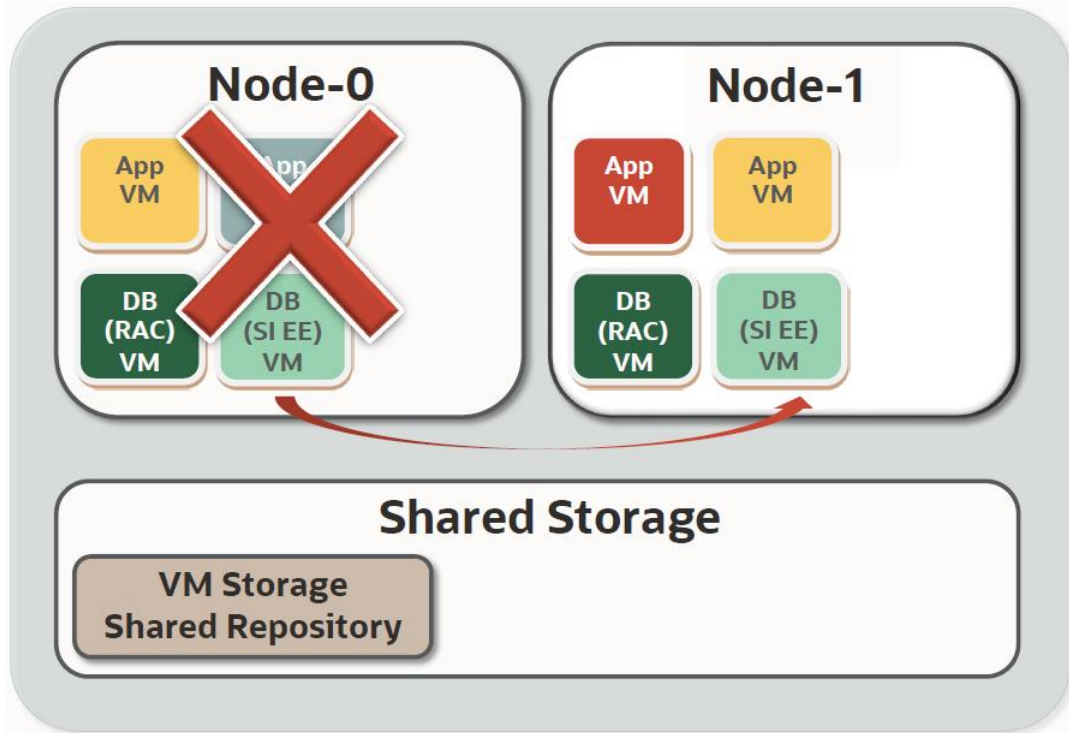 Node-0
Node-1
App
VM
App
App
VM
App
VM
DB
(RAC)
VM
DB
(SI EE)
VM
DB
(RAC)
VM
DB
(SI EE)
VM
Shared Storage
VM Storage
Shared Repository